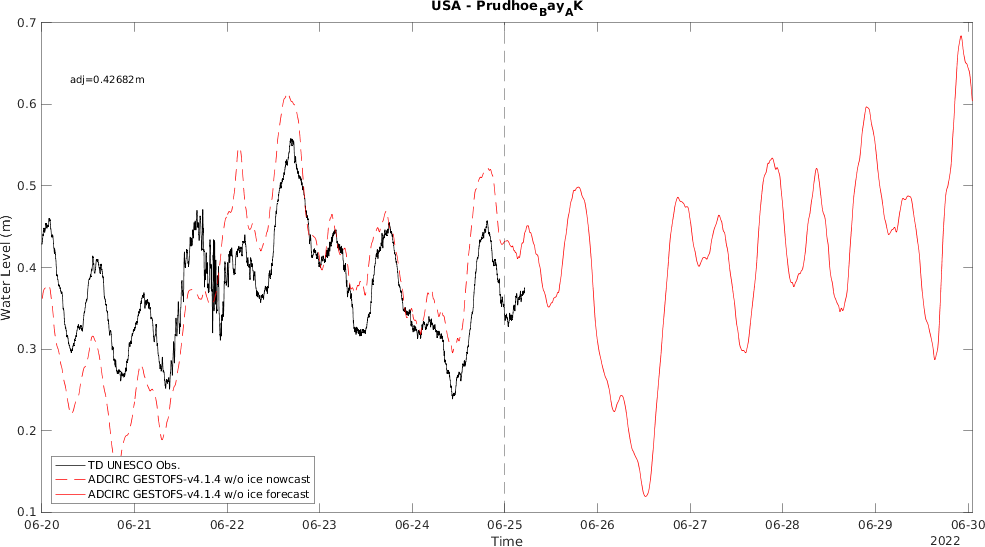 USA - Prudhoe_Bay_AK
0.7
0.6
0.5
0.4
0.3
0.2
0.1
Water Level (m)
adj=0.42682m
TD UNESCO Obs.
ADCIRC GESTOFS-v4.1.4 w/o ice nowcast
ADCIRC GESTOFS-v4.1.4 w/o ice forecast
06-20 06-21 06-22 06-23 06-24 06-25 06-26 06-27 06-28 06-29 06-30
Time
2022